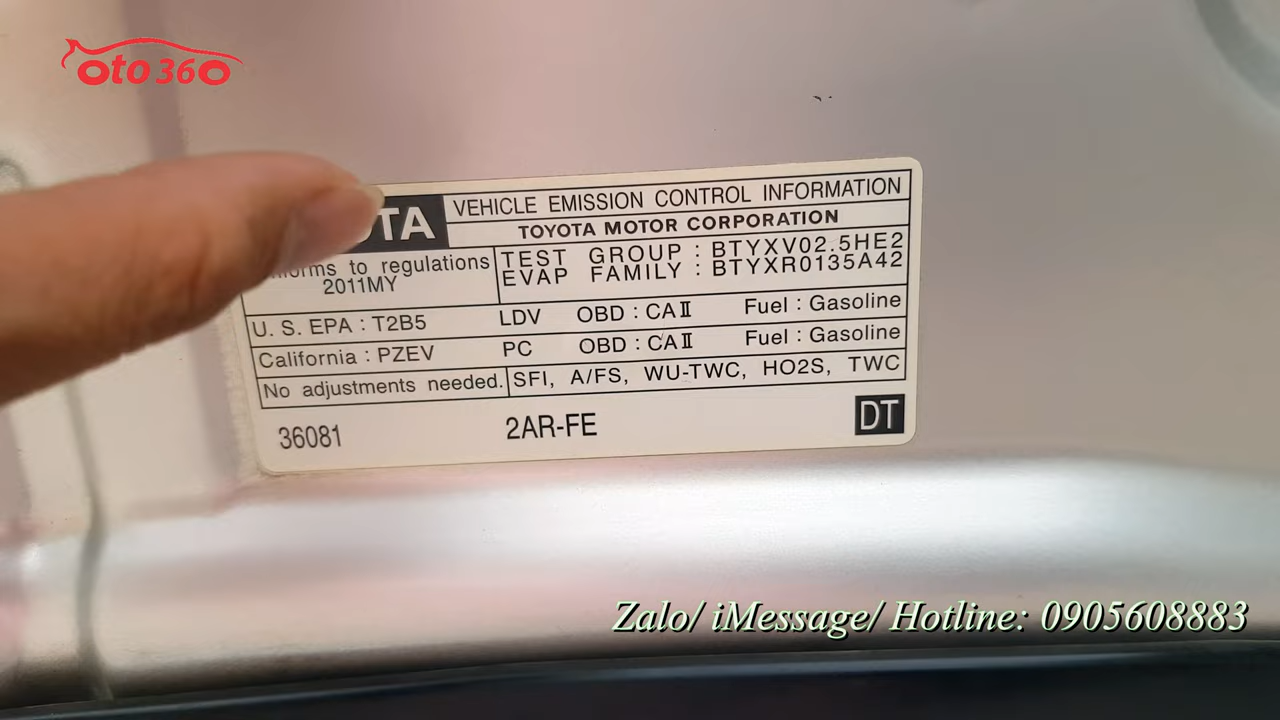 oto 360
VEHICLE EMISSION CONTROL INFORMATION
TOYOTA MOTOR CORPORATION
to regulations
2011MY
TEST GROUP : BTYXV02.5HE2
EVAP FAMILY : BTYXR0135A42
U. S. EPA : T2B5 LDV OBD : CAⅡ Fuel : Gasoline
California : PZEV PC OBD : CAⅡ Fuel : Gasoline
No adjustments needed. SFI, A/FS, WU-TWC, HO2S, TWC
36081 2AR-FE DT
Zalo/ iMessage/ Hotline: 0905608883